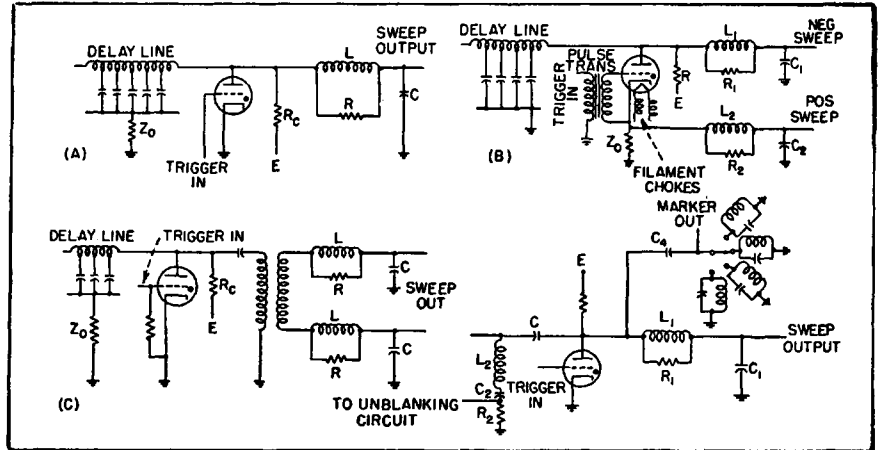 DELAY LINE
L
SWEEP
OUTPUT
R
C
Z0
RC
TRIGGER
IN
E
(A)
DELAY LINE
PULSE
TRANS
TRIGGER
IN
R
E
L1
NEG
SWEEP
R1
C1
L2
POS
SWEEP
Z0
R2
C2
FILAMENT
CHOKES
(B)
DELAY LINE
TRIGGER IN
RC
E
L
R
C
SWEEP
OUT
L
R
C
Z0
(C)
MARKER
OUT
C4
E
C
L1
SWEEP
OUTPUT
R1
C1
L2
TRIGGER
IN
C2
R2
TO UNBLANKING
CIRCUIT